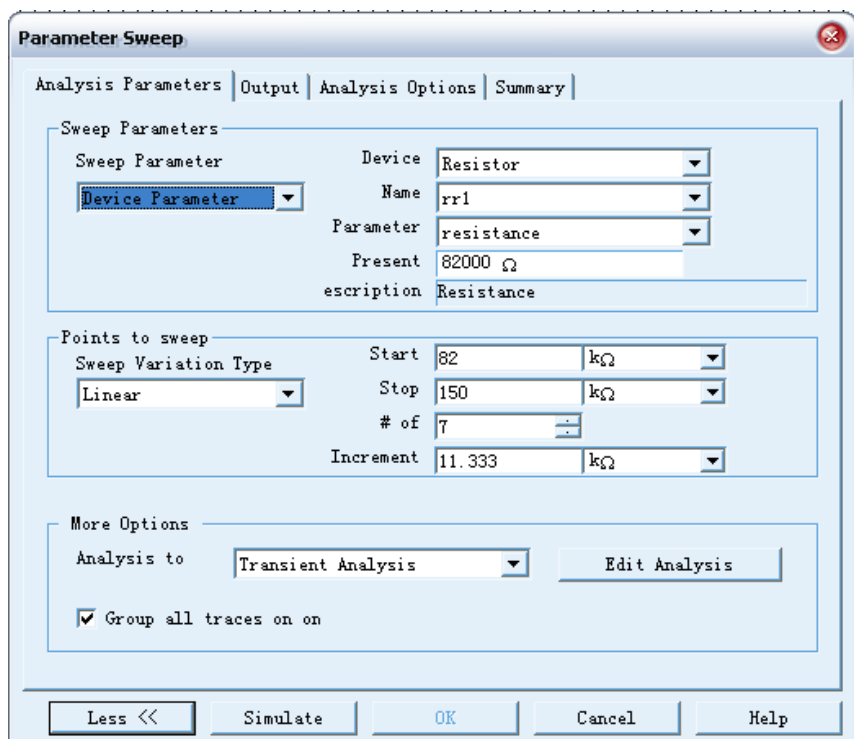 Parameter Sweep
Analysis Parameters Output Analysis Options Summary
Sweep Parameters
Sweep Parameter
Device Parameter
Device Resistor
Name rr1
Parameter resistance
Present 82000 Ω
escription Resistance
Points to sweep
Sweep Variation Type
Linear
Start 82 kΩ
Stop 150 kΩ
# of 7
Increment 11.333 kΩ
More Options
Analysis to Transient Analysis Edit Analysis
Group all traces on on
Less << Simulate OK Cancel Help